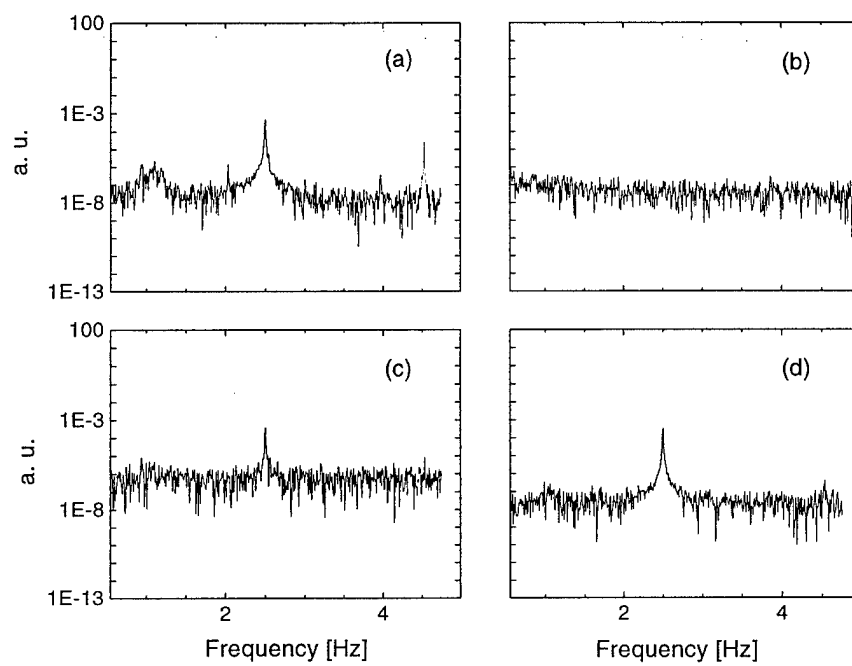 100
(a)
(b)
1E-3
a. u.
1E-8
1E-13
100
(c)
(d)
1E-3
a. u.
1E-8
1E-13
2
4
2
4
Frequency [Hz]
Frequency [Hz]